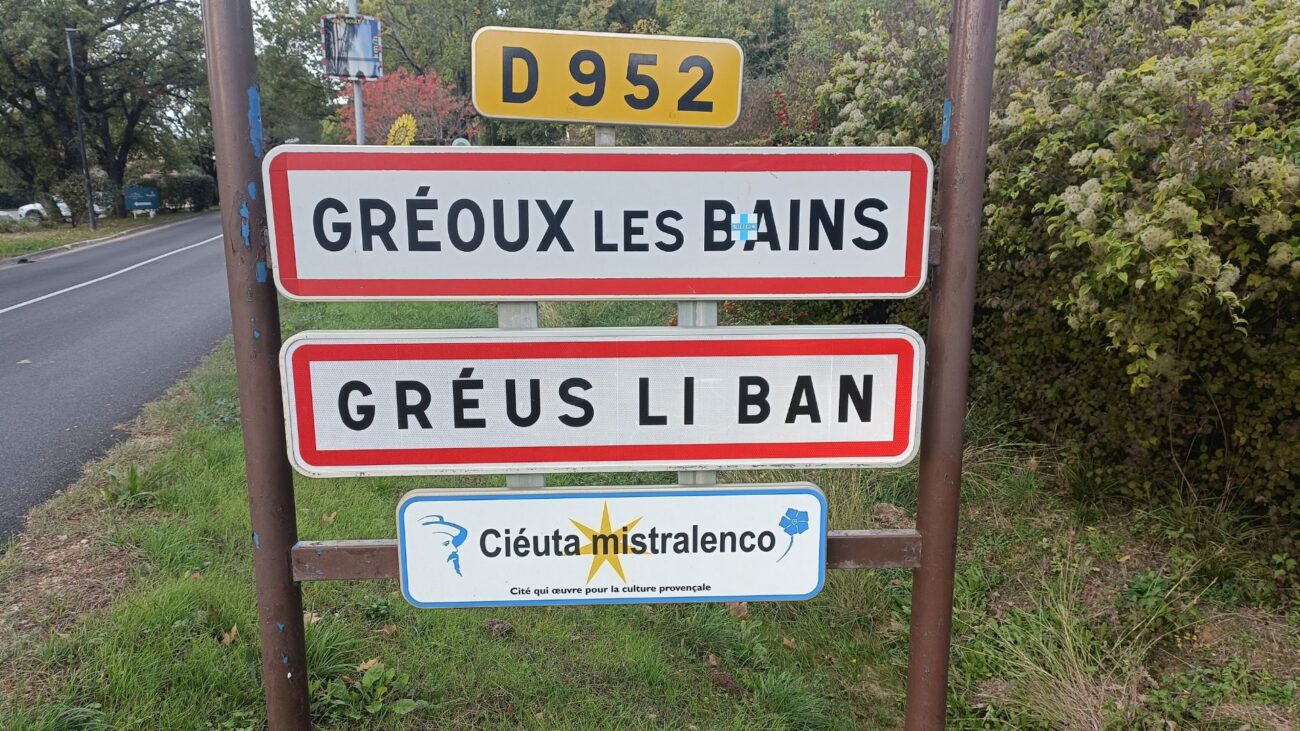 D 952
GRÉOUX LES BAINS
GRÉUS LI BAN
Ciéuta mistralenco
Cité qui œuvre pour la culture provençale